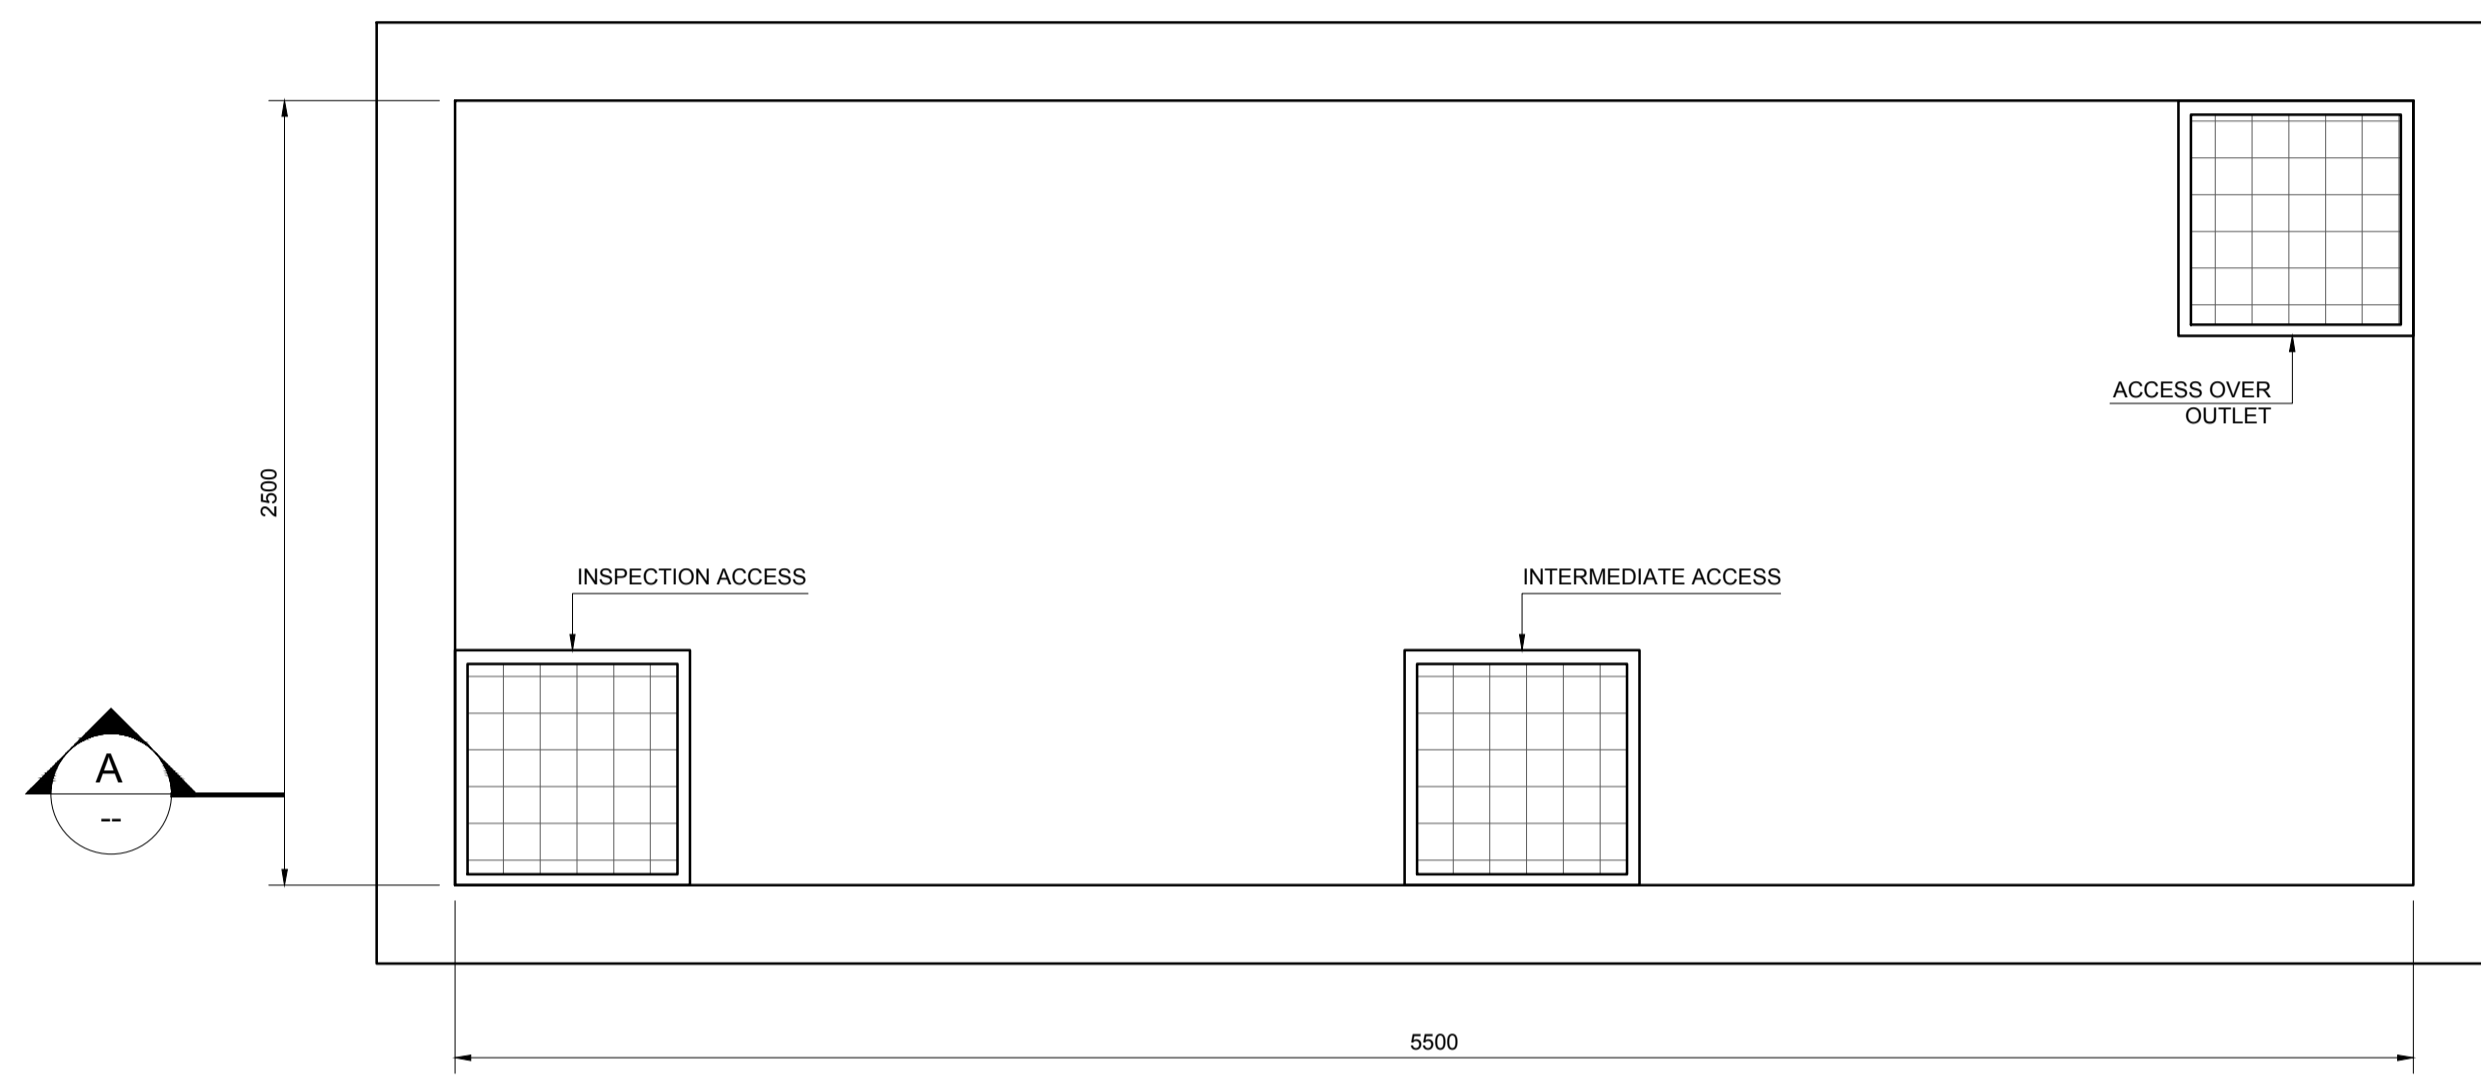 ACCESS OVER
OUTLET
2500
INSPECTION ACCESS
INTERMEDIATE ACCESS
A
--
5500